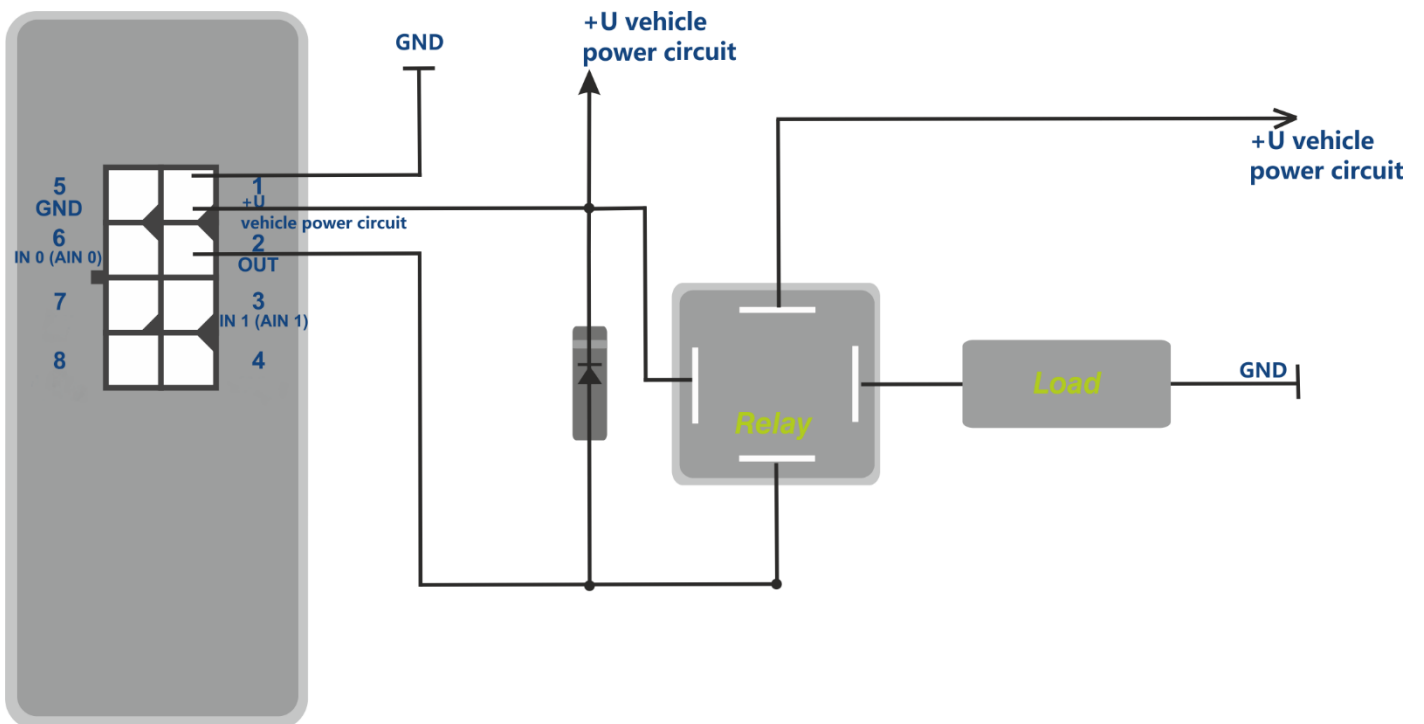 +U vehicle
power circuit
GND
+U vehicle
power circuit
5
GND
1
+U
vehicle power circuit
6
IN 0 (AIN 0)
2
OUT
7
3
IN 1 (AIN 1)
8
4
Relay
Load
GND